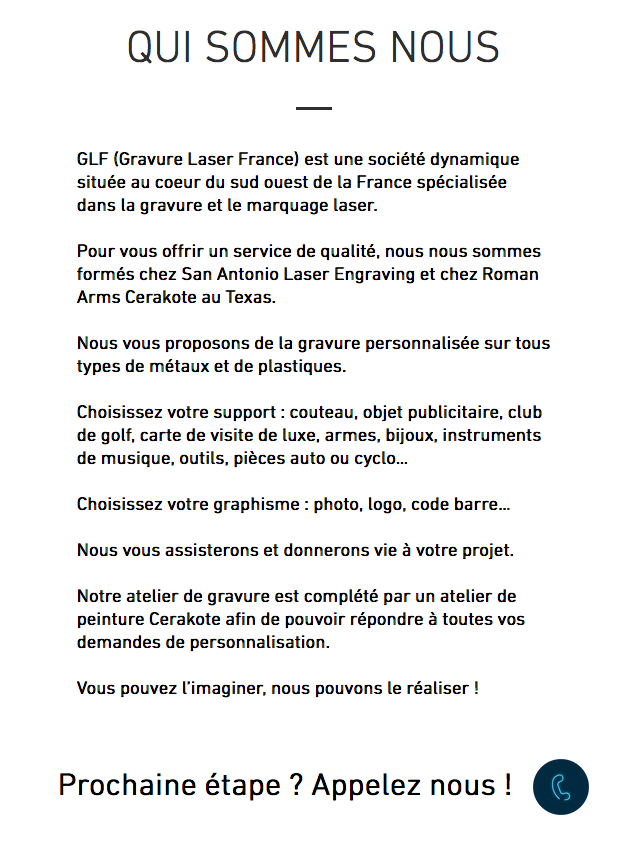 QUI SOMMES NOUS
GLF (Gravure Laser France) est une société dynamique
située au coeur du sud ouest de la France spécialisée
dans la gravure et le marquage laser.
Pour vous offrir un service de qualité, nous nous sommes
formés chez San Antonio Laser Engraving et chez Roman
Arms Cerakote au Texas.
Nous vous proposons de la gravure personnalisée sur tous
types de métaux et de plastiques.
Choisissez votre support : couteau, objet publicitaire, club
de golf, carte de visite de luxe, armes, bijoux, instruments
de musique, outils, pièces auto ou cyclo...
Choisissez votre graphisme : photo, logo, code barre...
Nous vous assisterons et donnerons vie à votre projet.
Notre atelier de gravure est complété par un atelier de
peinture Cerakote afin de pouvoir répondre à toutes vos
demandes de personnalisation.
Vous pouvez l'imaginer, nous pouvons le réaliser !
Prochaine étape ? Appelez nous !